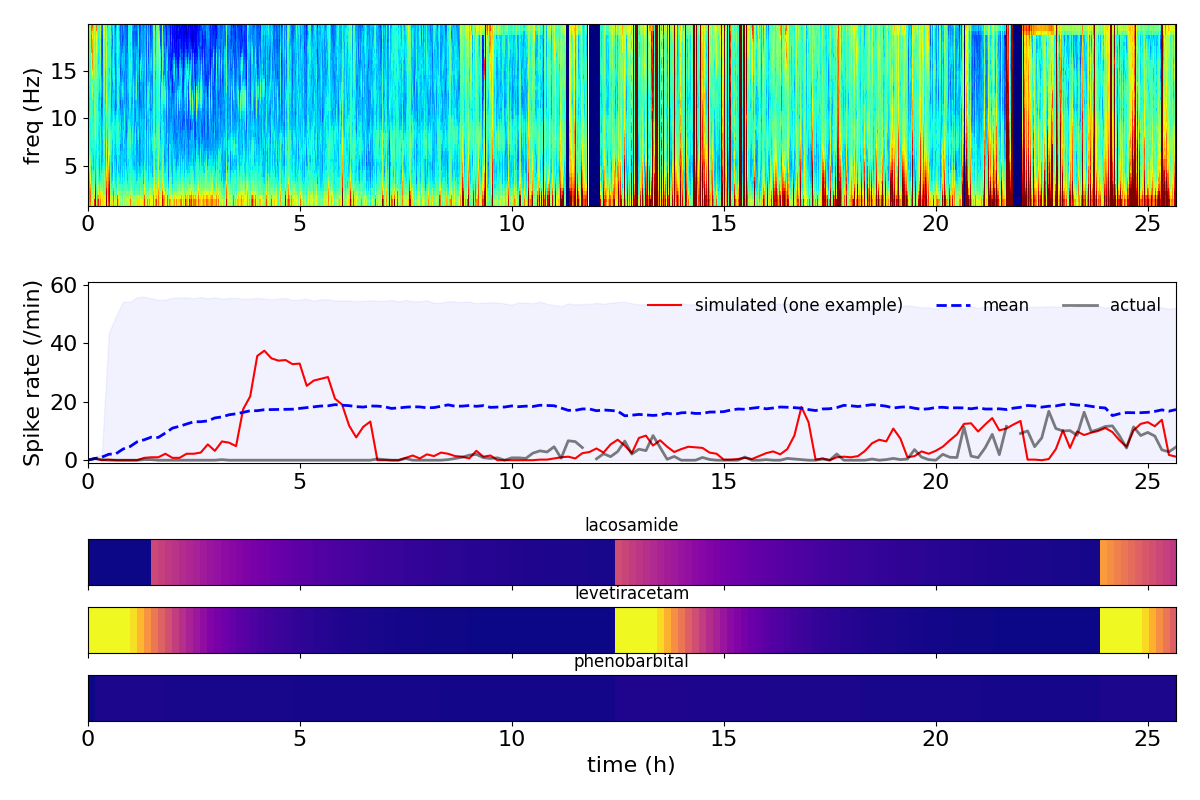 freq (Hz)
15
10
5
0 5 10 15 20 25
Spike rate (/min)
60
40
20
0
simulated (one example) mean actual
0 5 10 15 20 25
lacosamide
levetiracetam
phenobarbital
0 5 10 15 20 25
time (h)